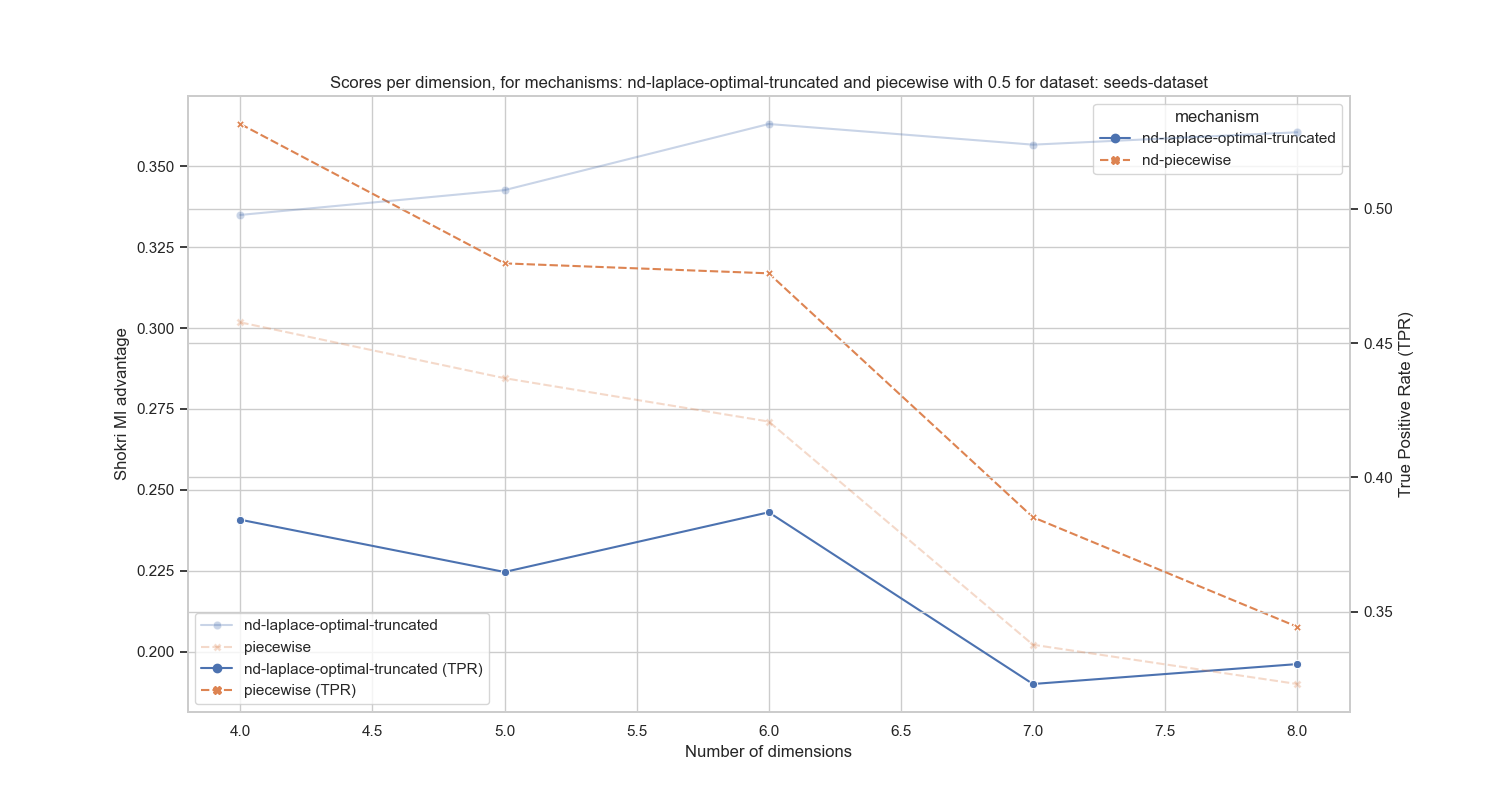 Scores per dimension, for mechanisms: nd-laplace-optimal-truncated and piecewise with 0.5 for dataset: seeds-dataset
mechanism
nd-laplace-optimal-truncated
nd-piecewise
0.350
0.325
0.300
0.275
0.250
0.225
0.200
Shokri MI advantage
0.50
0.45
0.40
0.35
True Positive Rate (TPR)
nd-laplace-optimal-truncated
piecewise
nd-laplace-optimal-truncated (TPR)
piecewise (TPR)
4.0 4.5 5.0 5.5 6.0 6.5 7.0 7.5 8.0
Number of dimensions